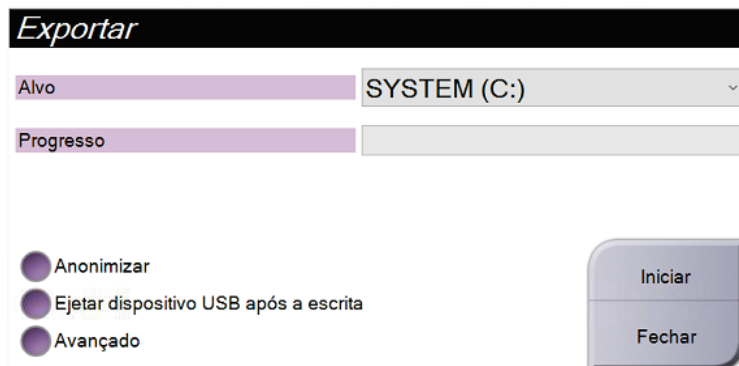 Exportar
Alvo
SYSTEM (C:)
Progresso
Anonimizar
Ejetar dispositivo USB após a escrita
Avançado
Iniciar
Fechar